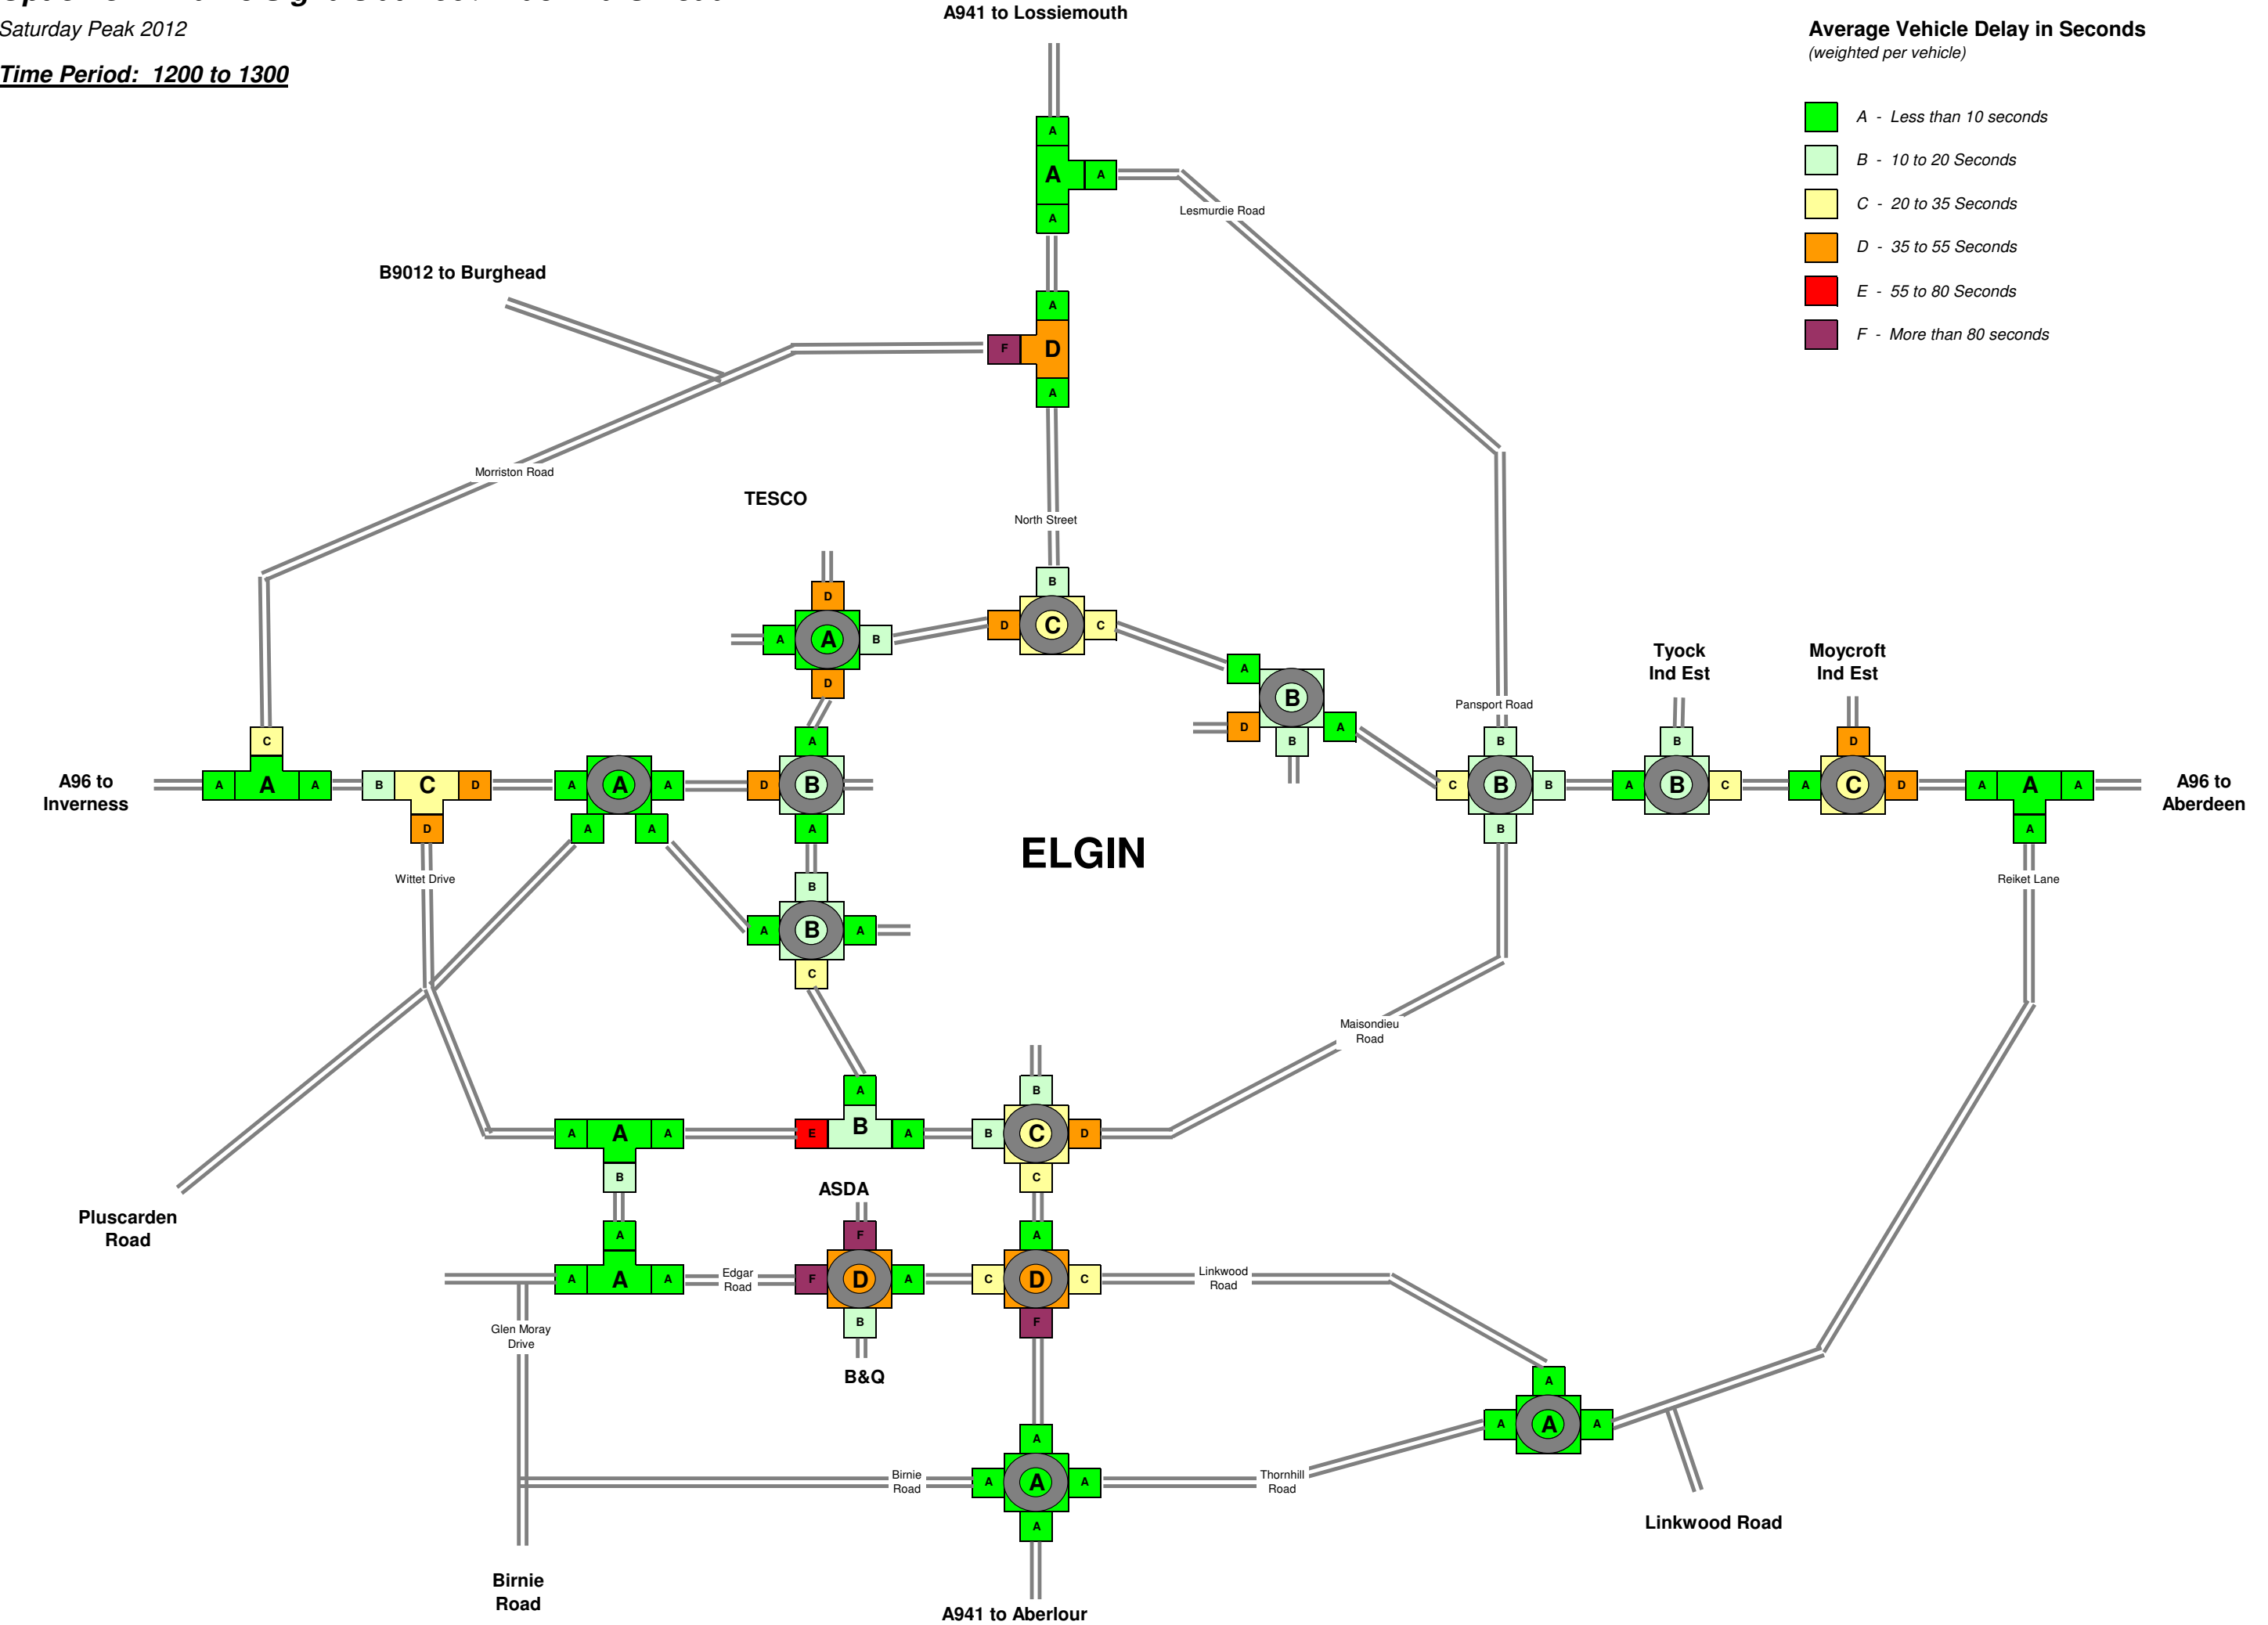 Saturday Peak 2012
Time Period: 1200 to 1300
A941 to Lossiemouth
Average Vehicle Delay in Seconds
(weighted per vehicle)
A - Less than 10 seconds
B - 10 to 20 Seconds
C - 20 to 35 Seconds
D - 35 to 55 Seconds
E - 55 to 80 Seconds
F - More than 80 seconds
A
A A
A
Lesmurdie Road
B9012 to Burghead
A
F D
A
Morriston Road
TESCO
North Street
B
D C C
D
A A B
D
A
B
D A
B
Tyock
Ind Est
Moycroft
Ind Est
Pansport Road
A96 to
Inverness
C
A A A
B C D
D
A A A
A A
A
D B
A
B
C B B
B
B
A B C
D
A C D
A A A
A
A96 to
Aberdeen
ELGIN
Wittet Drive
Reiket Lane
B
A B A
C
Maisondieu
Road
A
E B A
B
B C D
C
A A A
B
Pluscarden
Road
ASDA
A
A A A
Edgar
Road
F
F D A
B
A
C D C
F
Linkwood
Road
Glen Moray
Drive
B&Q
A
A A A
A
A A A
A
Birnie
Road
Thornhill
Road
Linkwood Road
Birnie
Road
A941 to Aberlour